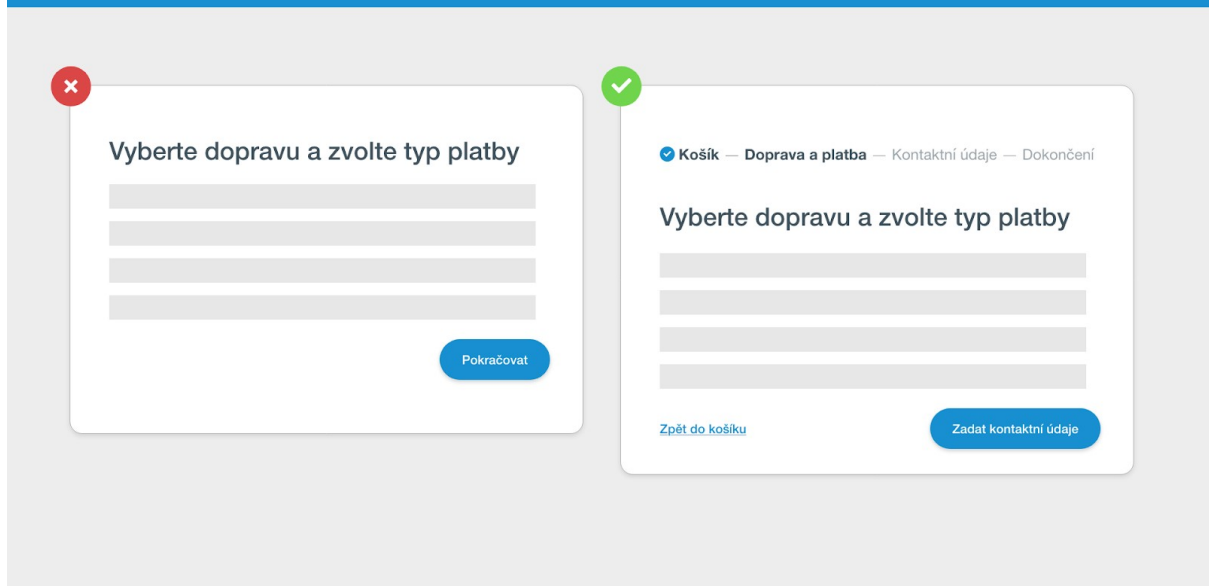 Vyberte dopravu a zvolte typ platby
Pokračovat
Košík — Doprava a platba — Kontaktní údaje — Dokončení
Vyberte dopravu a zvolte typ platby
Zpět do košíku
Zadat kontaktní údaje